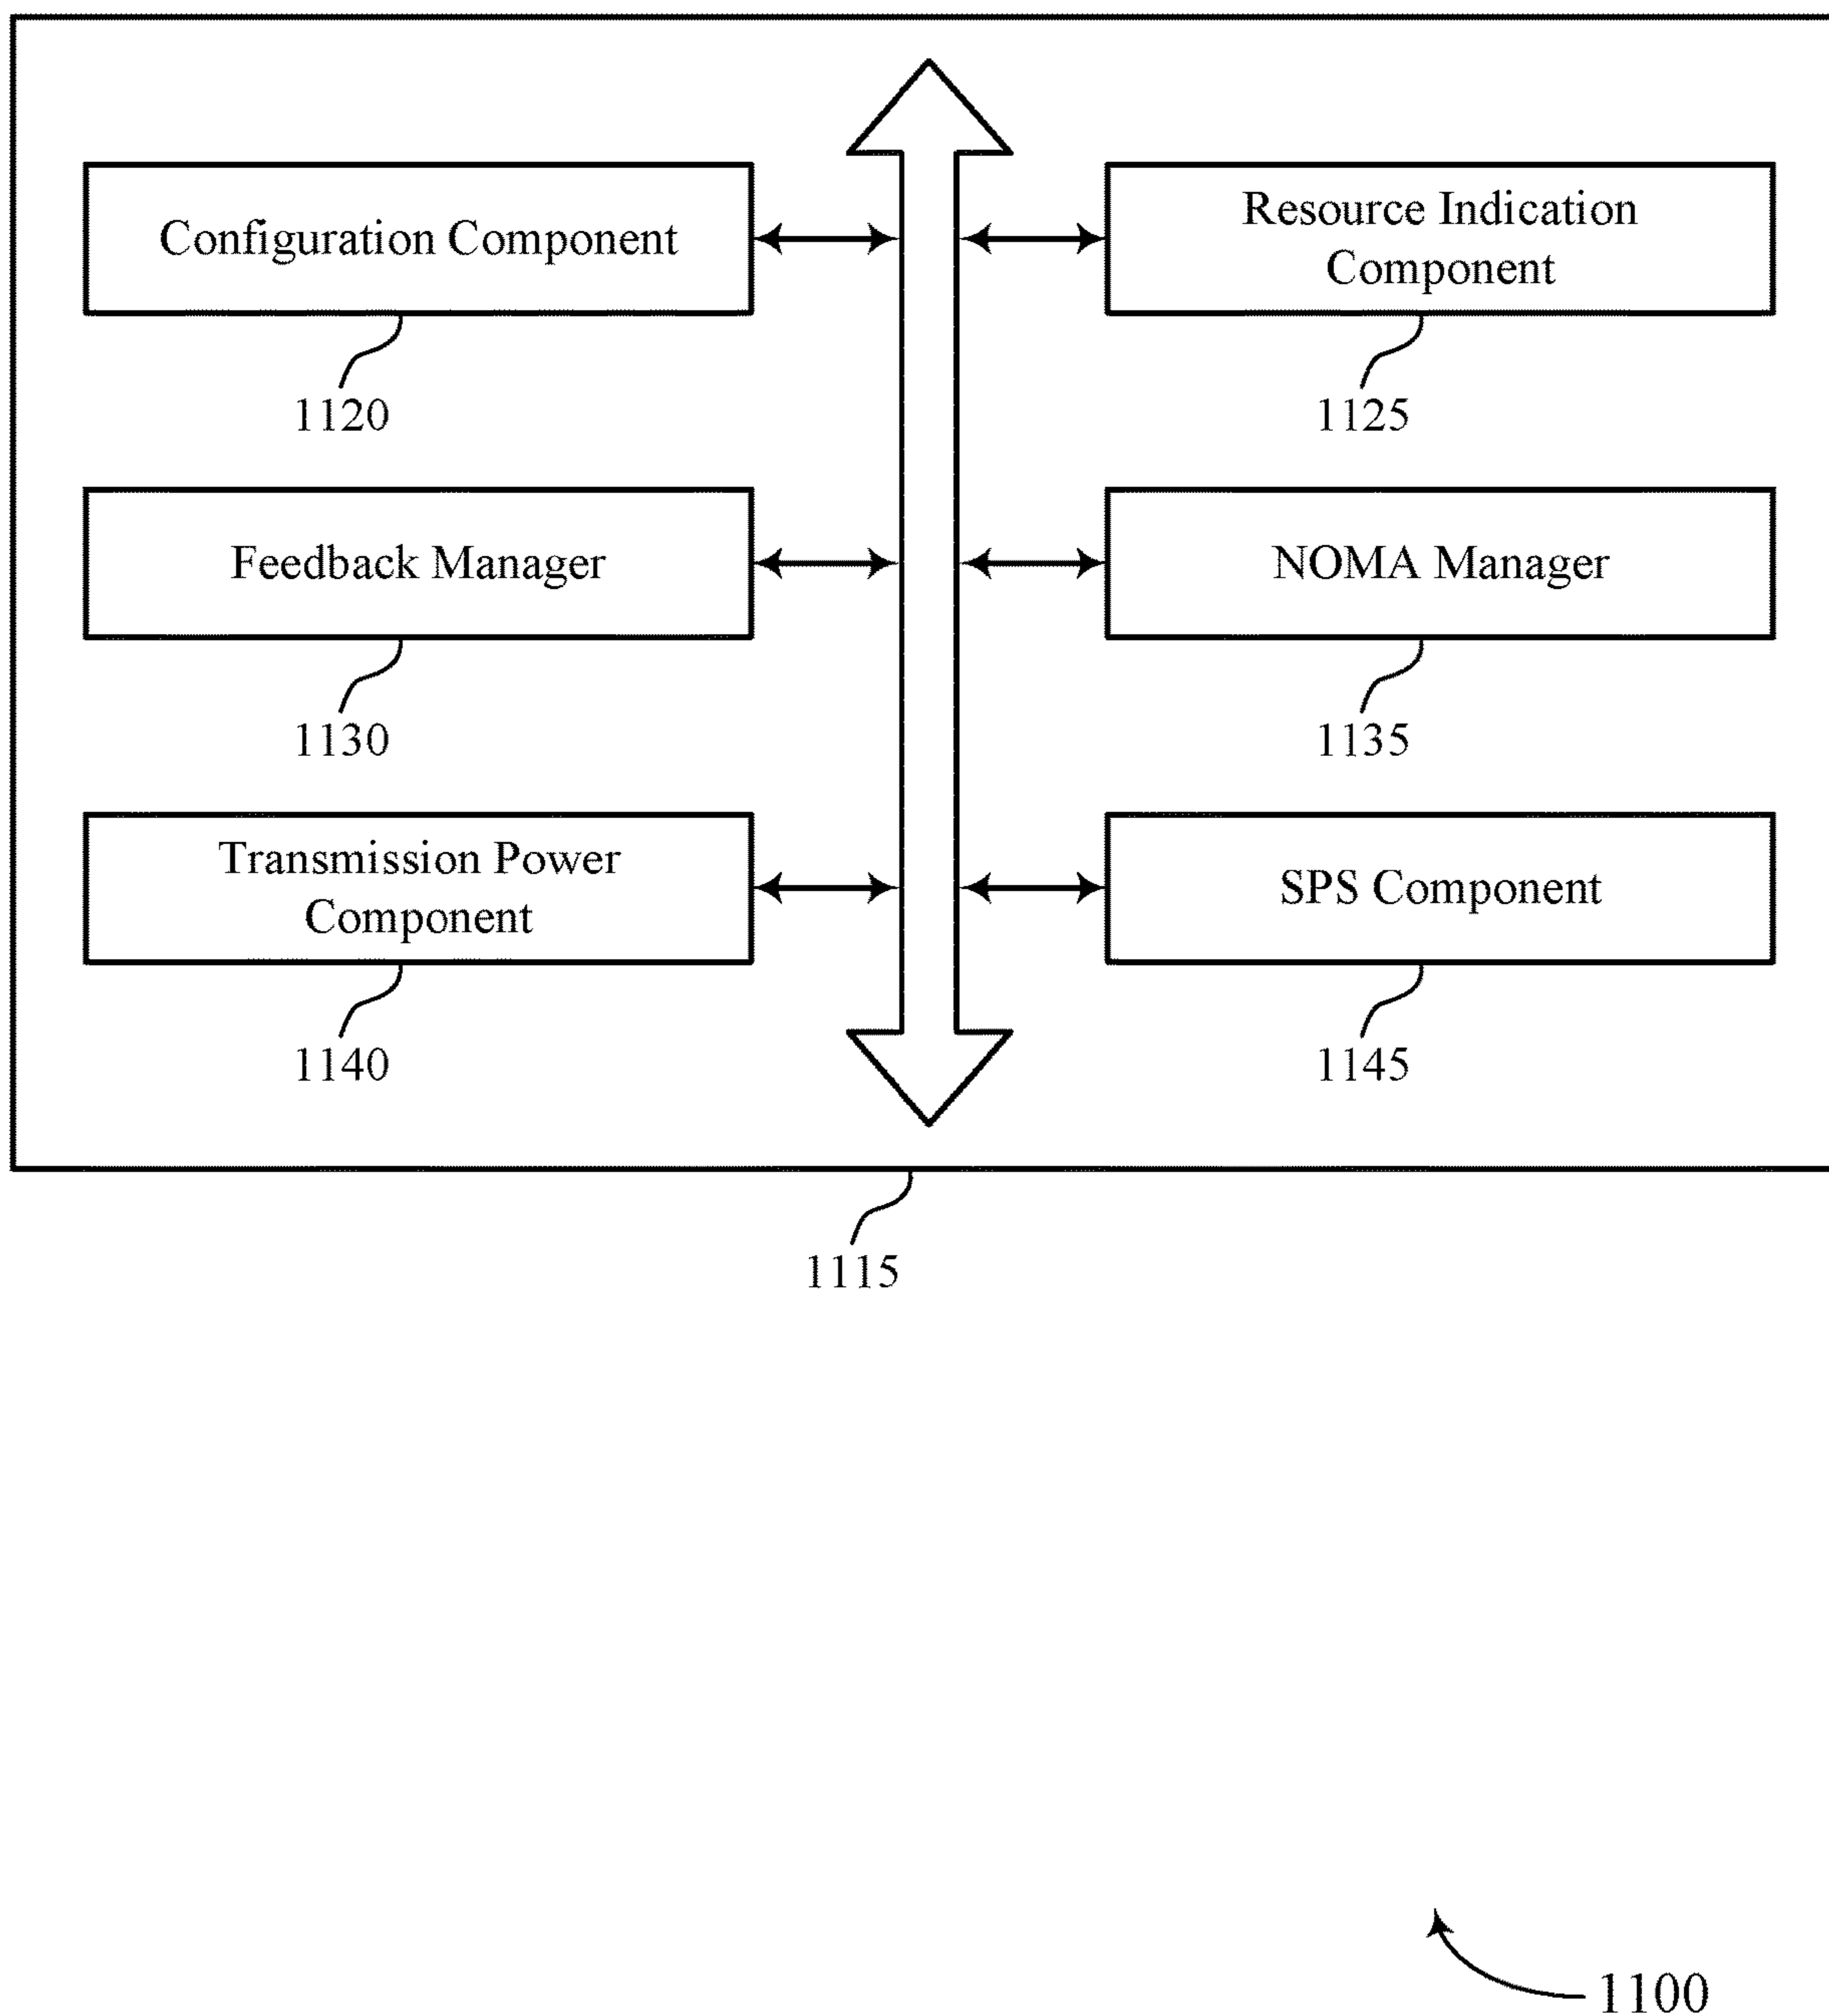 Configuration Component
1120
Resource Indication
Component
1125
Feedback Manager
1130
NOMA Manager
1135
Transmission Power
Component
1140
SPS Component
1145
1115
1100